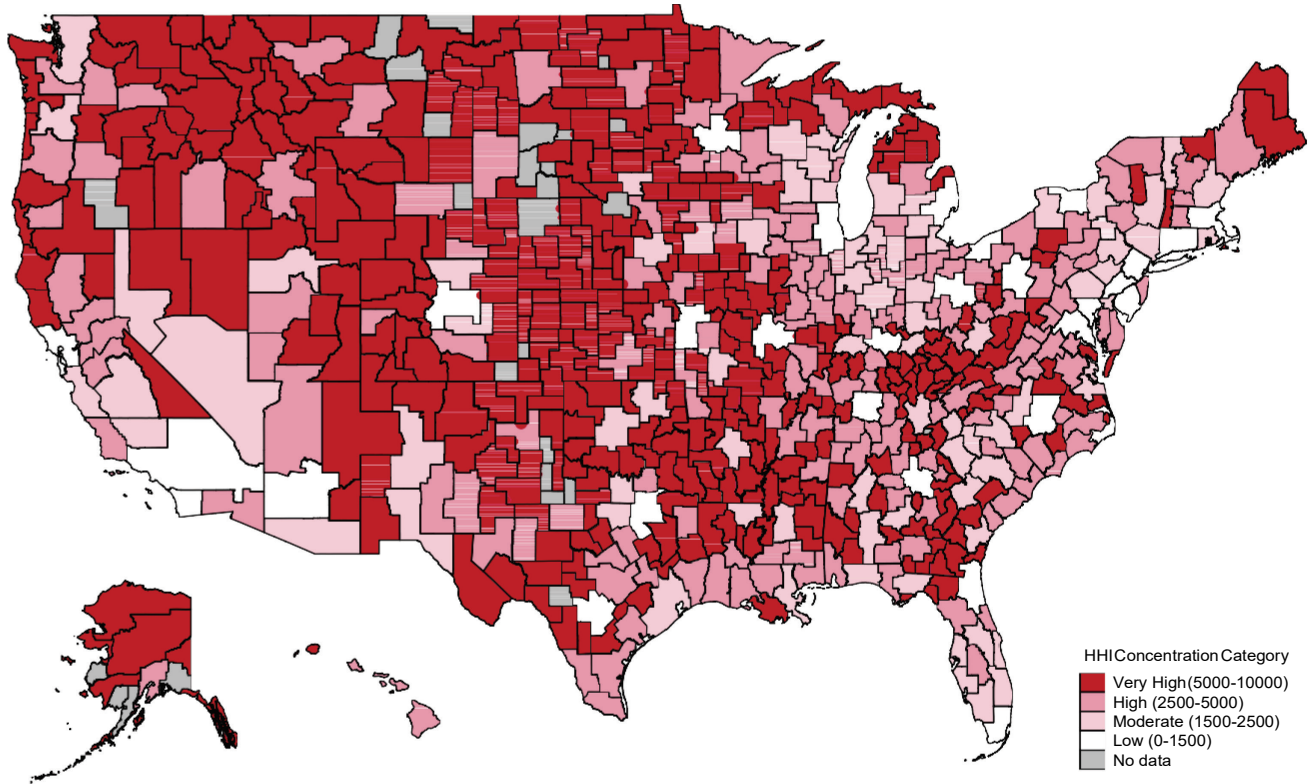 HHI Concentration Category
Very High (5000-10000)
High (2500-5000)
Moderate (1500-2500)
Low (0-1500)
No data